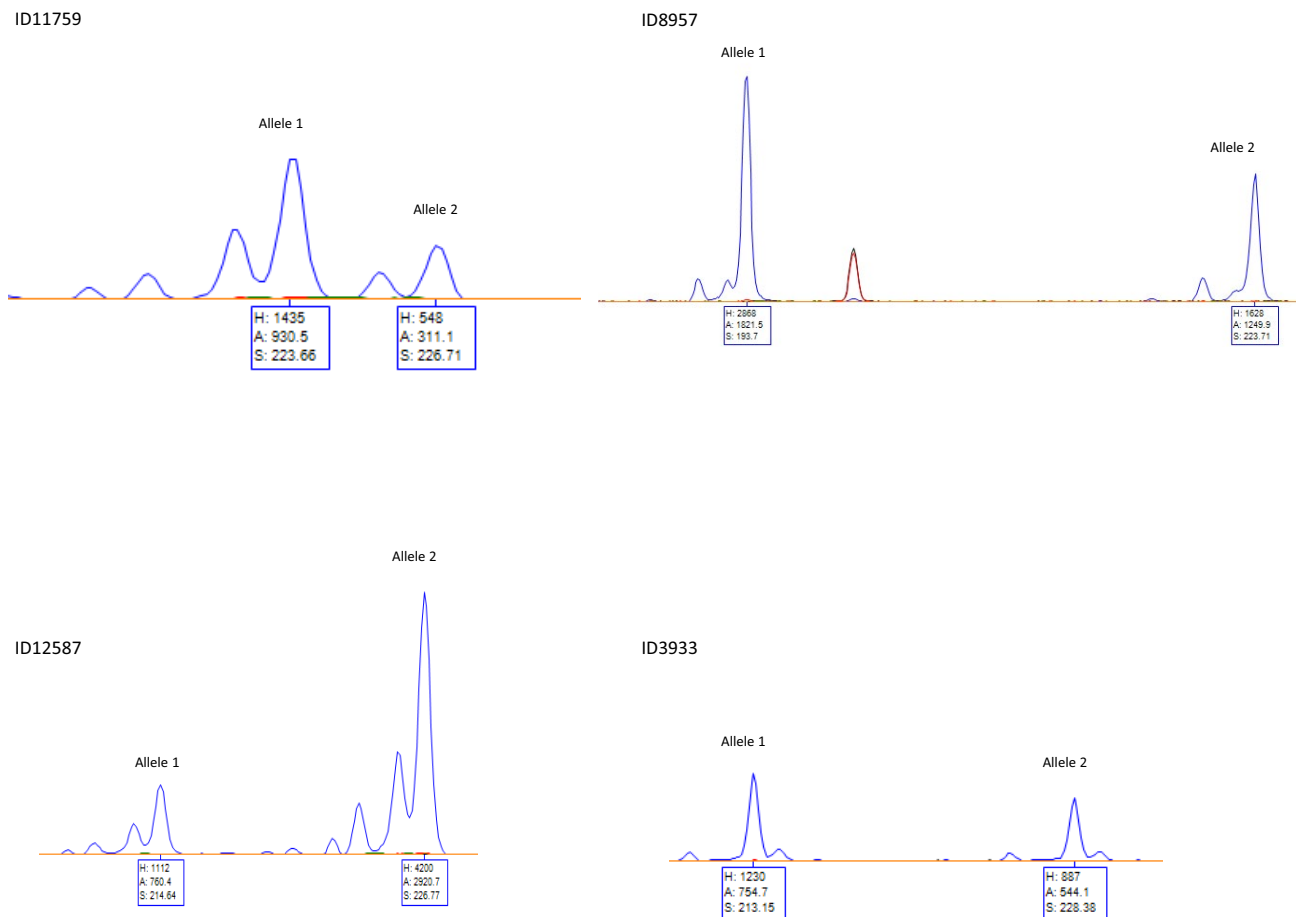 ID11759
Allele 1
Allele 2
H: 1435
A: 930.5
S: 223.66
H: 548
A: 311.1
S: 226.71
ID8957
Allele 1
Allele 2
H: 2868
A: 1821.5
S: 193.7
H: 1628
A: 1249.9
S: 223.71
ID12587
Allele 1
Allele 2
H: 1112
A: 760.4
S: 214.64
H: 4200
A: 2920.7
S: 226.77
ID3933
Allele 1
Allele 2
H: 1230
A: 754.7
S: 213.15
H: 887
A: 544.1
S: 228.38